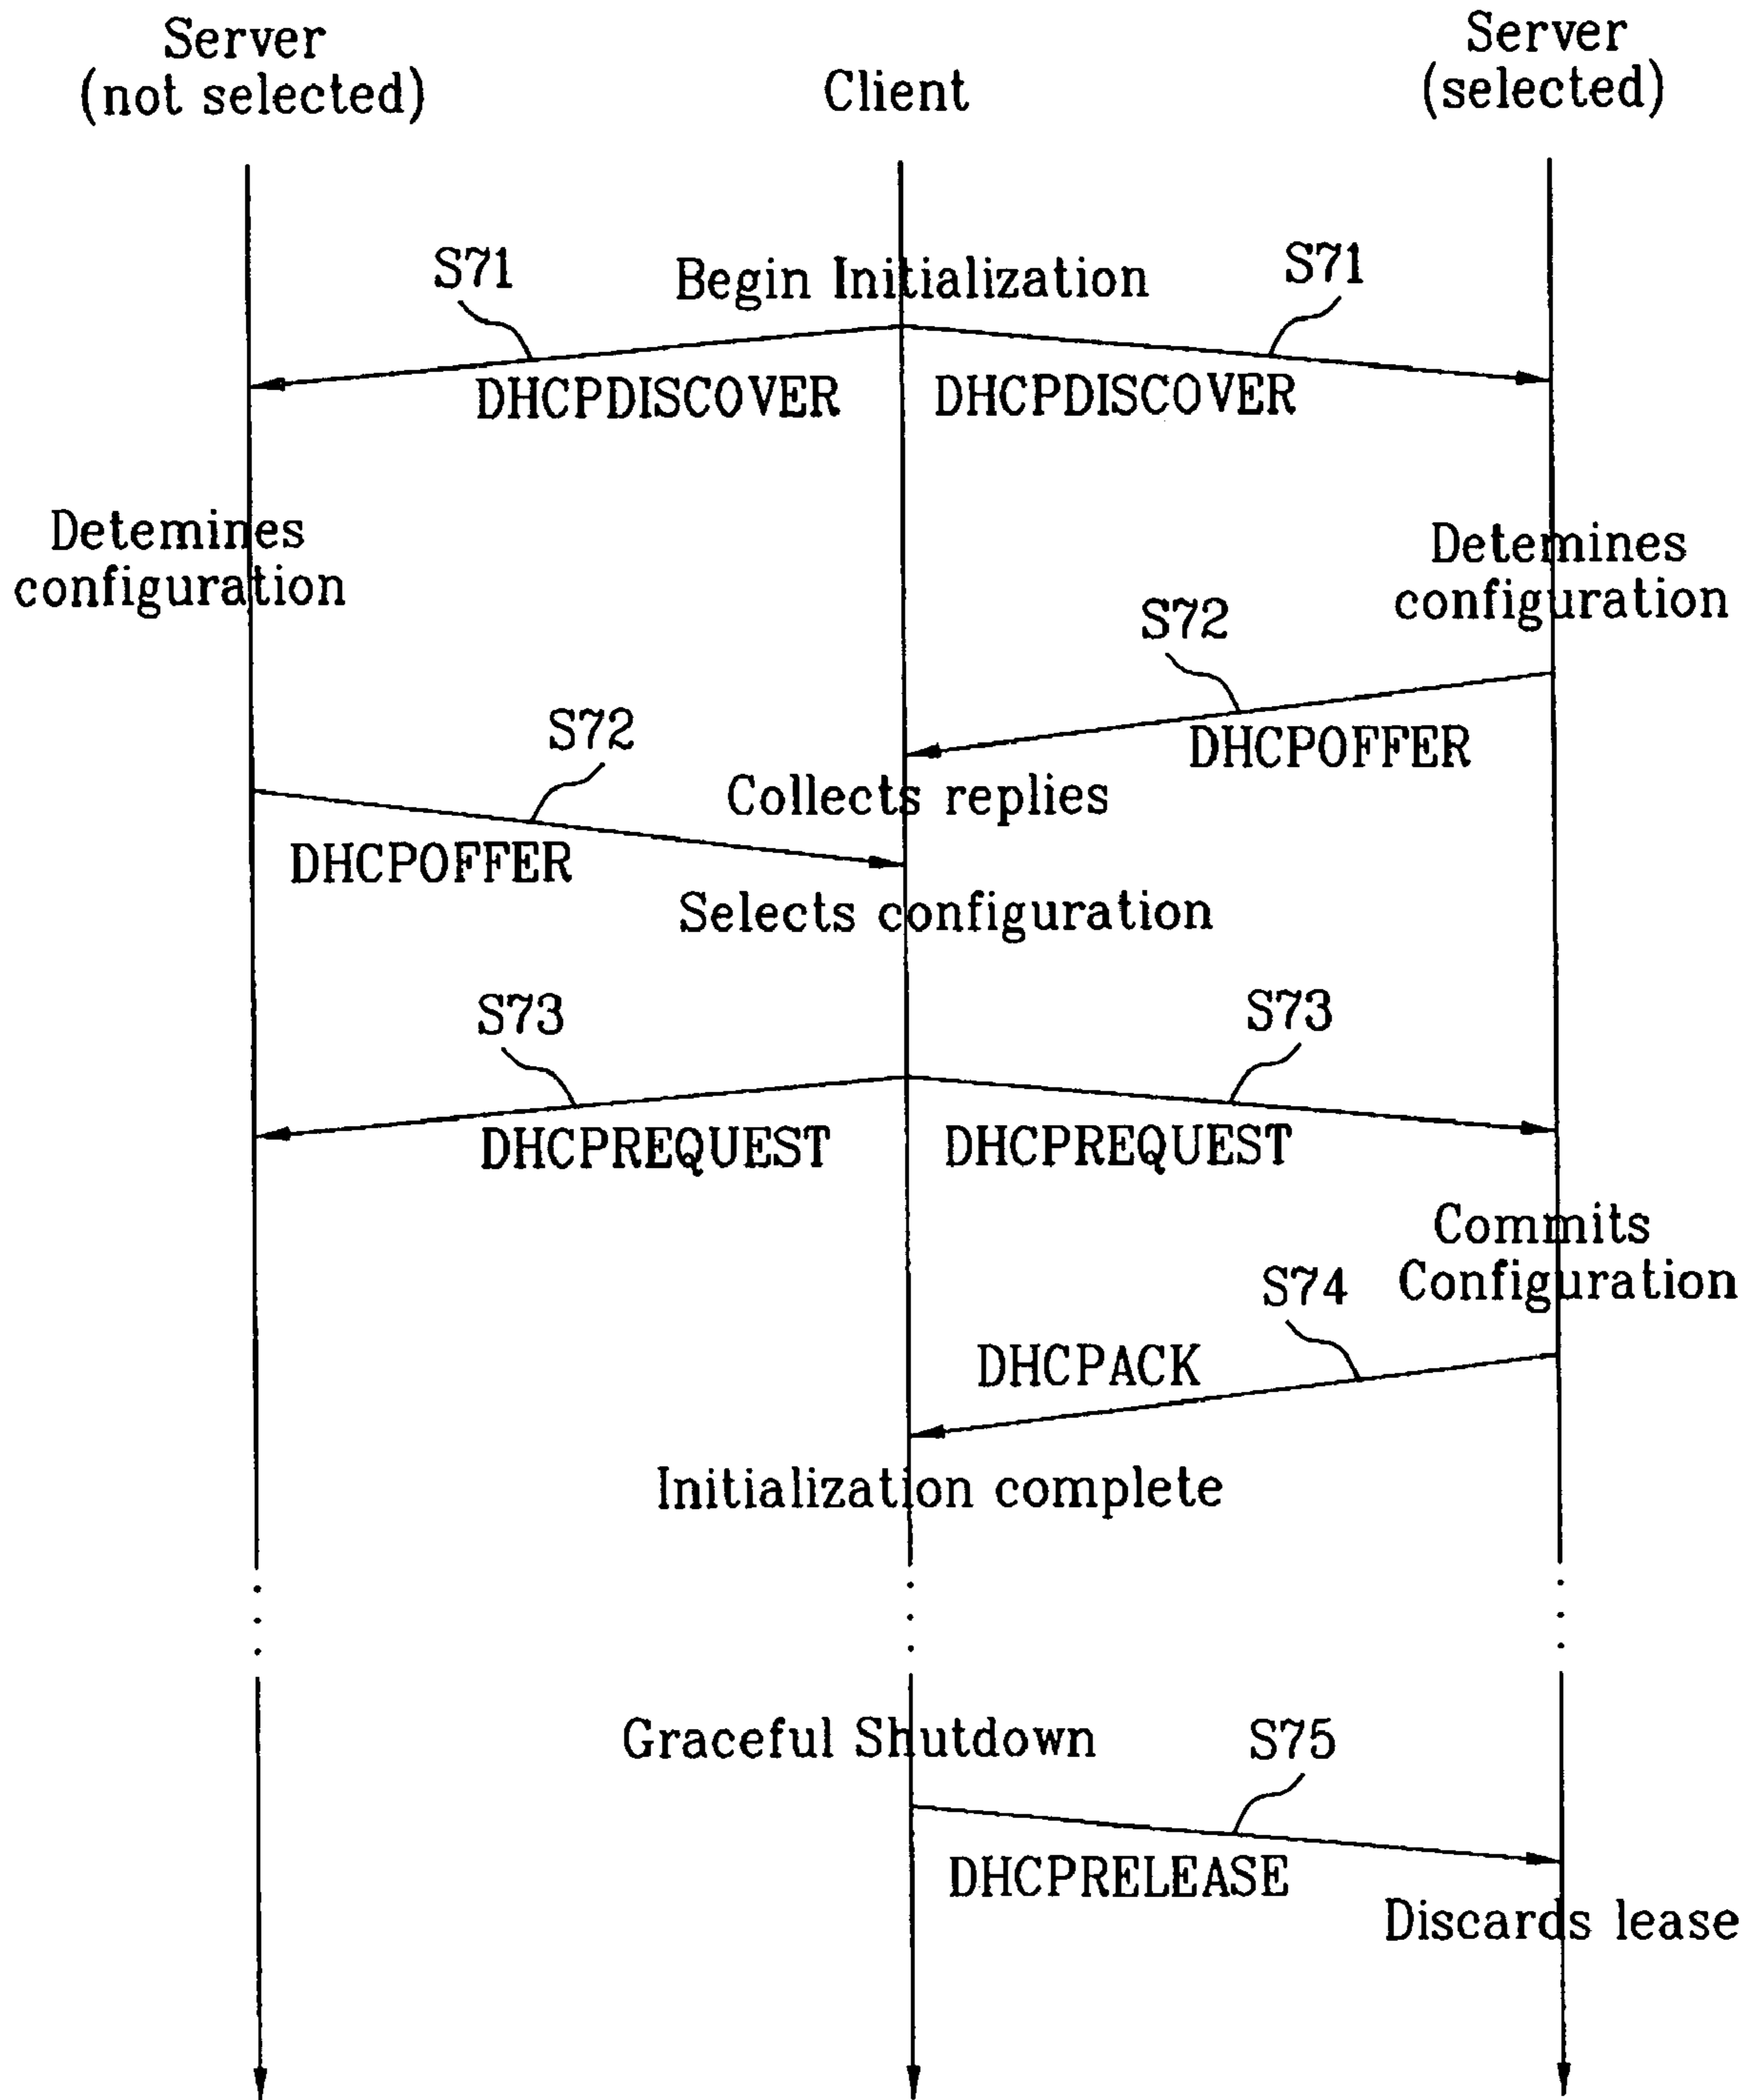 Server
(not selected)
Client
Server
(selected)
S71
Begin Initialization
S71
DHCPDISCOVER
DHCPDISCOVER
Detemines
configuration
Detemines
configuration
S72
DHCPOFFER
S72
Collects replies
DHCPOFFER
Selects configuration
S73
S73
DHCPREQUEST
DHCPREQUEST
Commits
Configuration
S74
DHCPACK
Initialization complete
Graceful Shutdown
S75
DHCPRELEASE
Discards lease